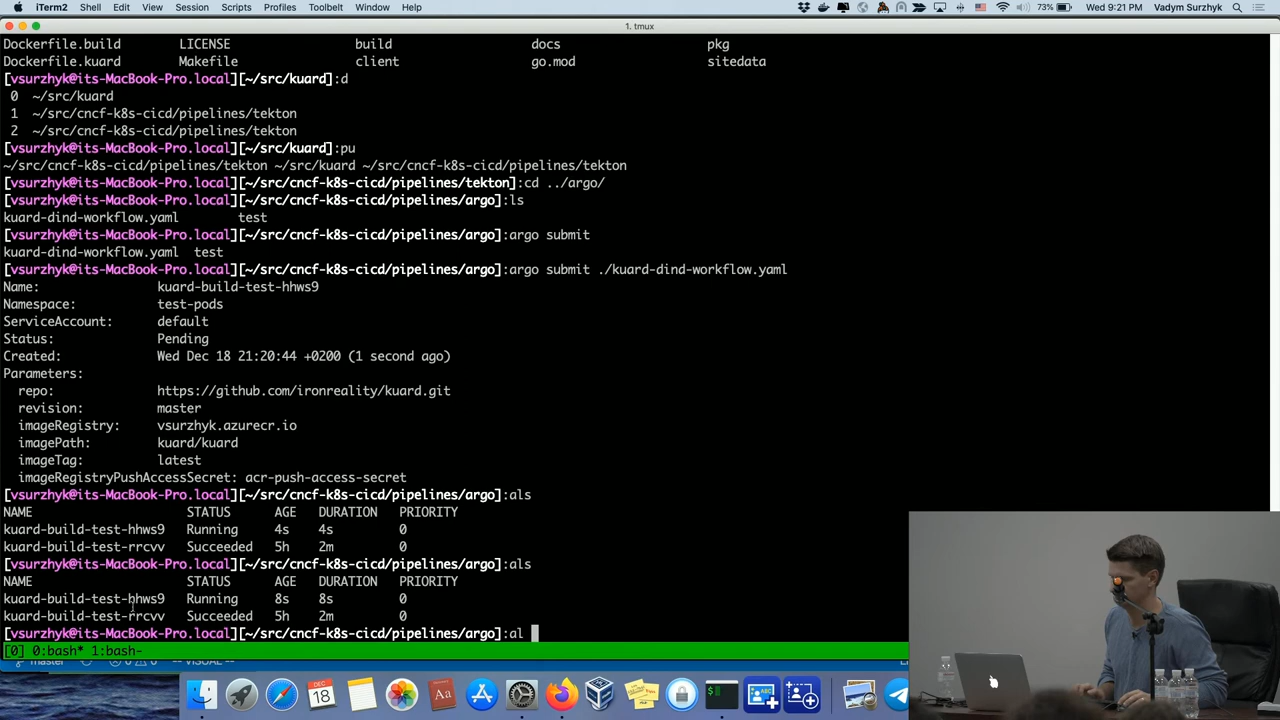 iTerm2 Shell Edit View Session Scripts Profiles Toolbelt Window Help 73% Wed 9:21 PM Vadym Surzhyk
1. tmux
Dockerfile.build LICENSE build docs pkg
Dockerfile.kuard Makefile client go.mod sitedata
[vsurzhyk@its-MacBook-Pro.local][~/src/kuard]:d
0 ~/src/kuard
1 ~/src/cncf-k8s-cicd/pipelines/tekton
2 ~/src/cncf-k8s-cicd/pipelines/tekton
[vsurzhyk@its-MacBook-Pro.local][~/src/kuard]:pu
~/src/cncf-k8s-cicd/pipelines/tekton ~/src/kuard ~/src/cncf-k8s-cicd/pipelines/tekton
[vsurzhyk@its-MacBook-Pro.local][~/src/cncf-k8s-cicd/pipelines/tekton]:cd ../argo/
[vsurzhyk@its-MacBook-Pro.local][~/src/cncf-k8s-cicd/pipelines/argo]:ls
kuard-dind-workflow.yaml test
[vsurzhyk@its-MacBook-Pro.local][~/src/cncf-k8s-cicd/pipelines/argo]:argo submit
kuard-dind-workflow.yaml test
[vsurzhyk@its-MacBook-Pro.local][~/src/cncf-k8s-cicd/pipelines/argo]:argo submit ./kuard-dind-workflow.yaml
Name: kuard-build-test-hhws9
Namespace: test-pods
ServiceAccount: default
Status: Pending
Created: Wed Dec 18 21:20:44 +0200 (1 second ago)
Parameters:
repo: https://github.com/ironreality/kuard.git
revision: master
imageRegistry: vsurzhyk.azurecr.io
imagePath: kuard/kuard
imageTag: latest
imageRegistryPushAccessSecret: acr-push-access-secret
[vsurzhyk@its-MacBook-Pro.local][~/src/cncf-k8s-cicd/pipelines/argo]:als
NAME STATUS AGE DURATION PRIORITY
kuard-build-test-hhws9 Running 4s 4s 0
kuard-build-test-rrcvv Succeeded 5h 2m 0
[vsurzhyk@its-MacBook-Pro.local][~/src/cncf-k8s-cicd/pipelines/argo]:als
NAME STATUS AGE DURATION PRIORITY
kuard-build-test-hhws9 Running 8s 8s 0
kuard-build-test-rrcvv Succeeded 5h 2m 0
[vsurzhyk@its-MacBook-Pro.local][~/src/cncf-k8s-cicd/pipelines/argo]:al
[0] 0:bash* 1:bash-
master -- VISUAL --
DEC
18
Aa
ABC